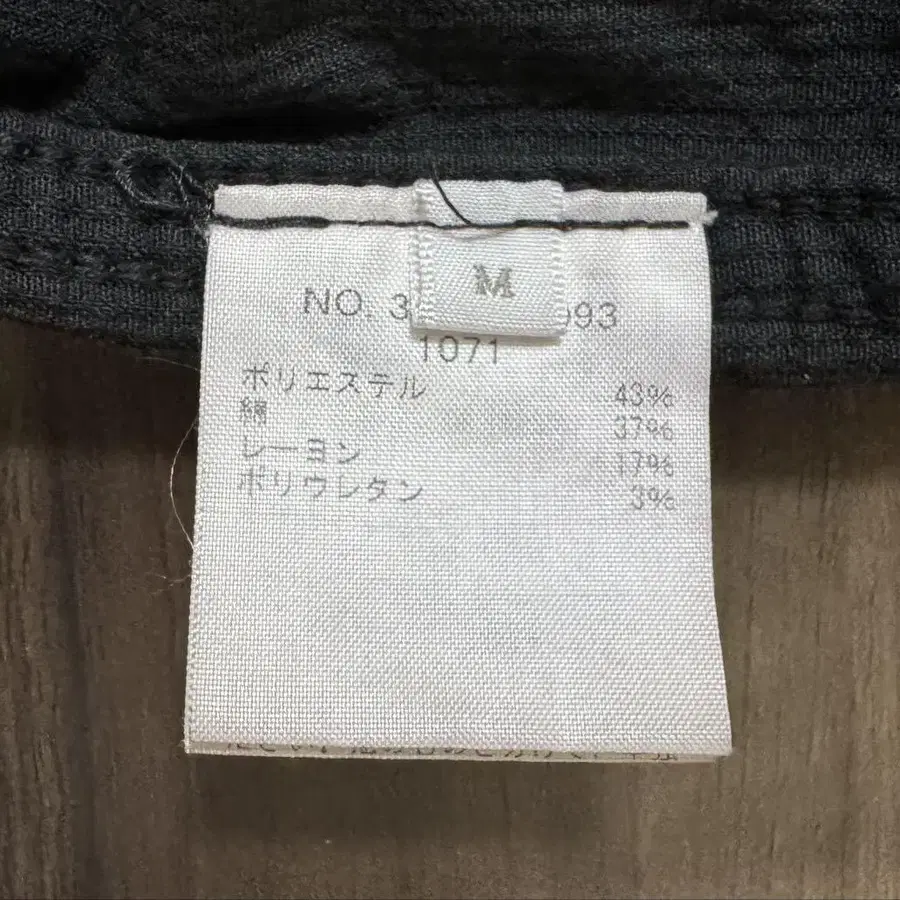 M
NO. 3 93
1071
ポリエステル 43%
綿 37%
レーヨン 17%
ポリウレタン 3%